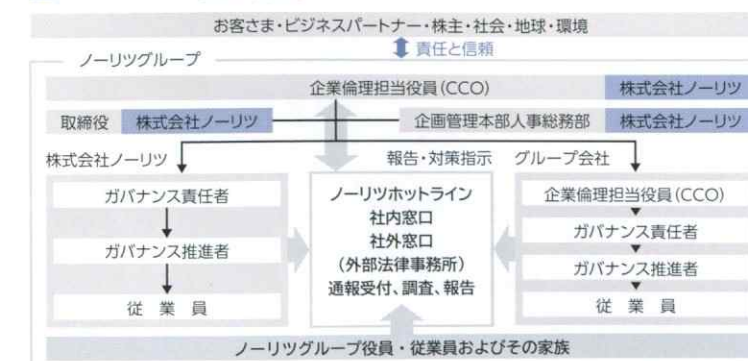 お客さま・ビジネスパートナー・株主・社会・地球・環境
責任と信頼
ノーリツグループ
企業倫理担当役員(CCO)
株式会社ノーリツ
取締役
株式会社ノーリツ
企画管理本部人事総務部
株式会社ノーリツ
株式会社ノーリツ
報告・対策指示
グループ会社
ガバナンス責任者
ガバナンス推進者
従業員
ノーリツホットライン
社内窓口
社外窓口
(外部法律事務所)
通報受付、調査、報告
企業倫理担当役員(CCO)
ガバナンス責任者
ガバナンス推進者
従業員
ノーリツグループ役員・従業員およびその家族